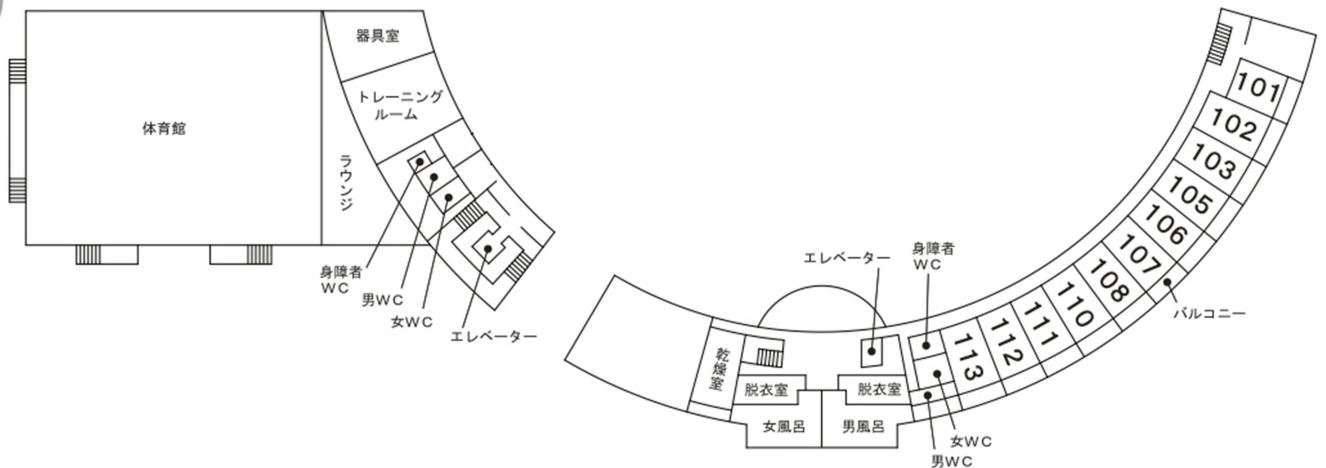 器具室
トレーニング
ルーム
体育館
ラウンジ
身障者
WC
男WC
女WC
エレベーター
101
102
103
105
106
107
108
110
111
112
113
バルコニー
エレベーター
身障者
WC
乾燥室
脱衣室
脱衣室
女風呂
男風呂
女WC
男WC